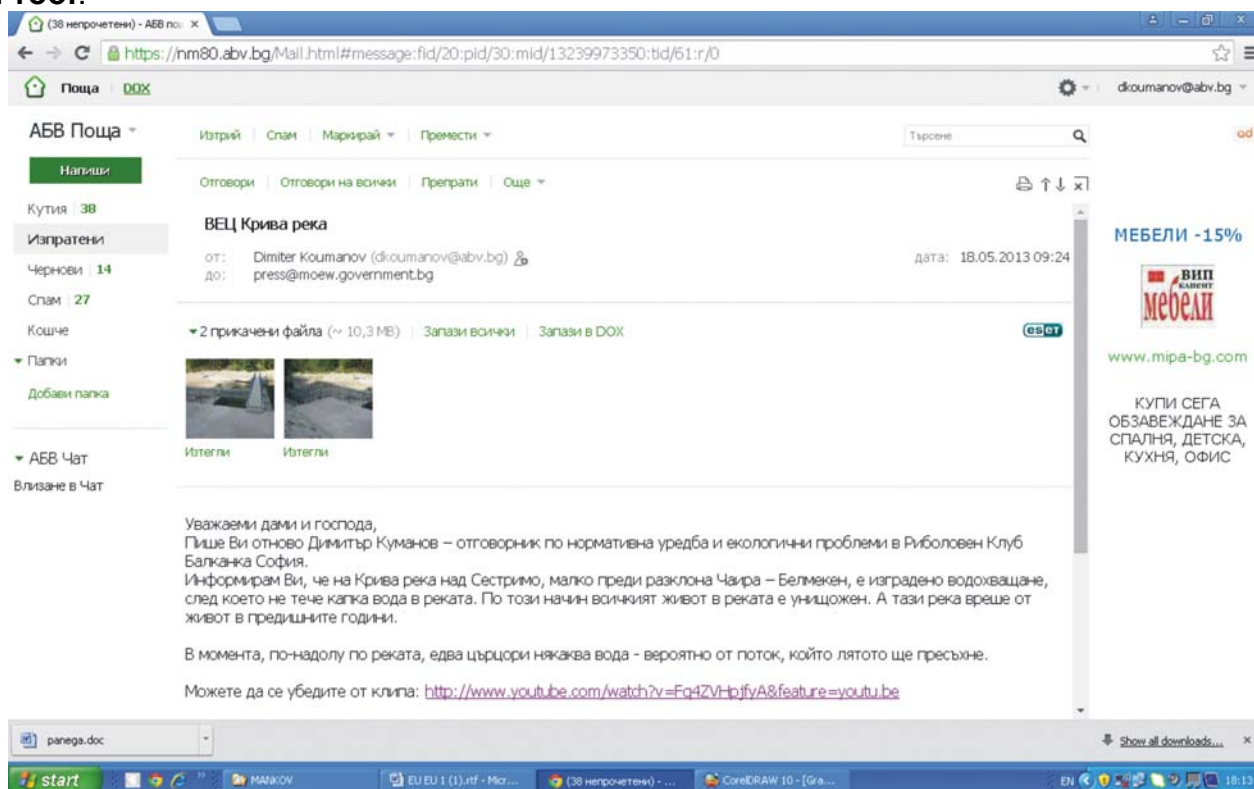 (38 непрочетени) - АБВ пощ
https://nm80.abv.bg/Mail.html#message:fid/20:pid/30:mid/13239973350:tid/61:r/0
Поща DOX
dkoumanov@abv.bg
АБВ Поща
Изтрий Спам Маркирай Премести
Търсене
Напиши
Отговори Отговори на всички Препрати Още
Кутия 38
Изпратени
Чернови 14
Спам 27
Кошче
Папки
Добави папка
АБВ Чат
Влизане в Чат
ВЕЦ Крива река
от: Dimiter Koumanov (dkoumanov@abv.bg)
дата: 18.05.2013 09:24
до: press@moew.government.bg
2 прикачени файла (~ 10,3 MB) Запази всички Запази в DOX
eset
Изтегли Изтегли
Уважаеми дами и господа,
Пише Ви отново Димитър Куманов – отговорник по нормативна уредба и екологични проблеми в Риболовен Клуб
Балканка София.
Информирам Ви, че на Крива река над Сестримо, малко преди разклона Чаира – Белмекен, е изградено водохващане,
след което не тече капка вода в реката. По този начин всичкият живот в реката е унищожен. А тази река вреше от
живот в предишните години.
В момента, по-надолу по реката, едва църцори някаква вода - вероятно от поток, който лятото ще пресъхне.
Можете да се убедите от клипа: http://www.youtube.com/watch?v=Fq4ZVHpjfyA&feature=youtu.be
ad
МЕБЕЛИ -15%
ВИП
КЛИЕНТ
мебели
www.mipa-bg.com
КУПИ СЕГА
ОБЗАВЕЖДАНЕ ЗА
СПАЛНЯ, ДЕТСКА,
КУХНЯ, ОФИС
panega.doc
Show all downloads...
start
MANKOV
EU EU 1 (1).rtf - Micr...
(38 непрочетени) - ...
CorelDRAW 10 - [Gra...
EN
18:13